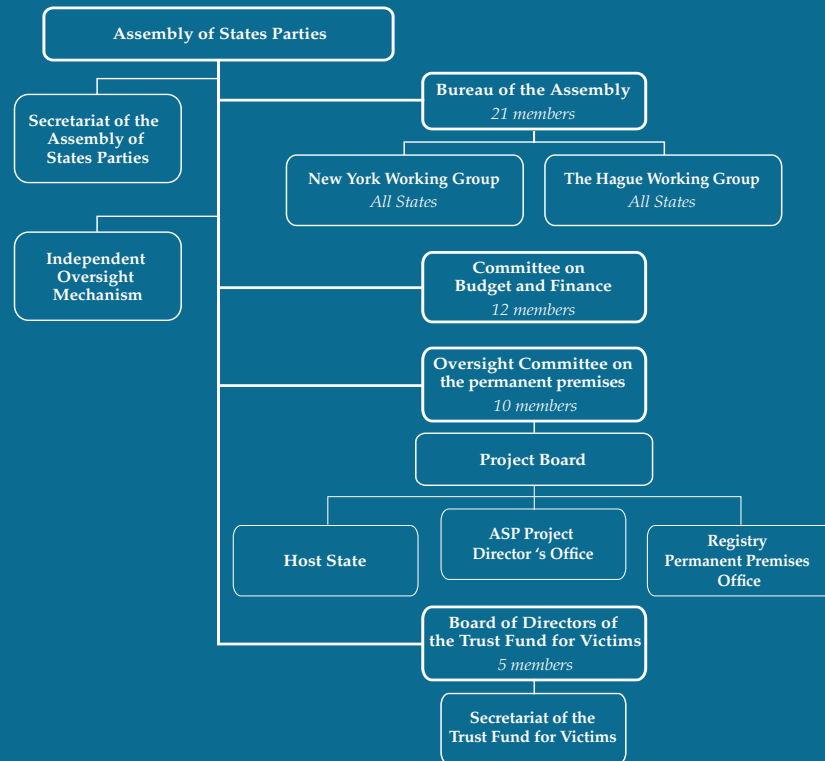 Assembly of States Parties
Bureau of the Assembly
21 members
Secretariat of the
Assembly of
States Parties
New York Working Group
All States
The Hague Working Group
All States
Independent
Oversight
Mechanism
Committee on
Budget and Finance
12 members
Oversight Committee on
the permanent premises
10 members
Project Board
Host State
ASP Project
Director ‘s Office
Registry
Permanent Premises
Office
Board of Directors of
the Trust Fund for Victims
5 members
Secretariat of the
Trust Fund for Victims